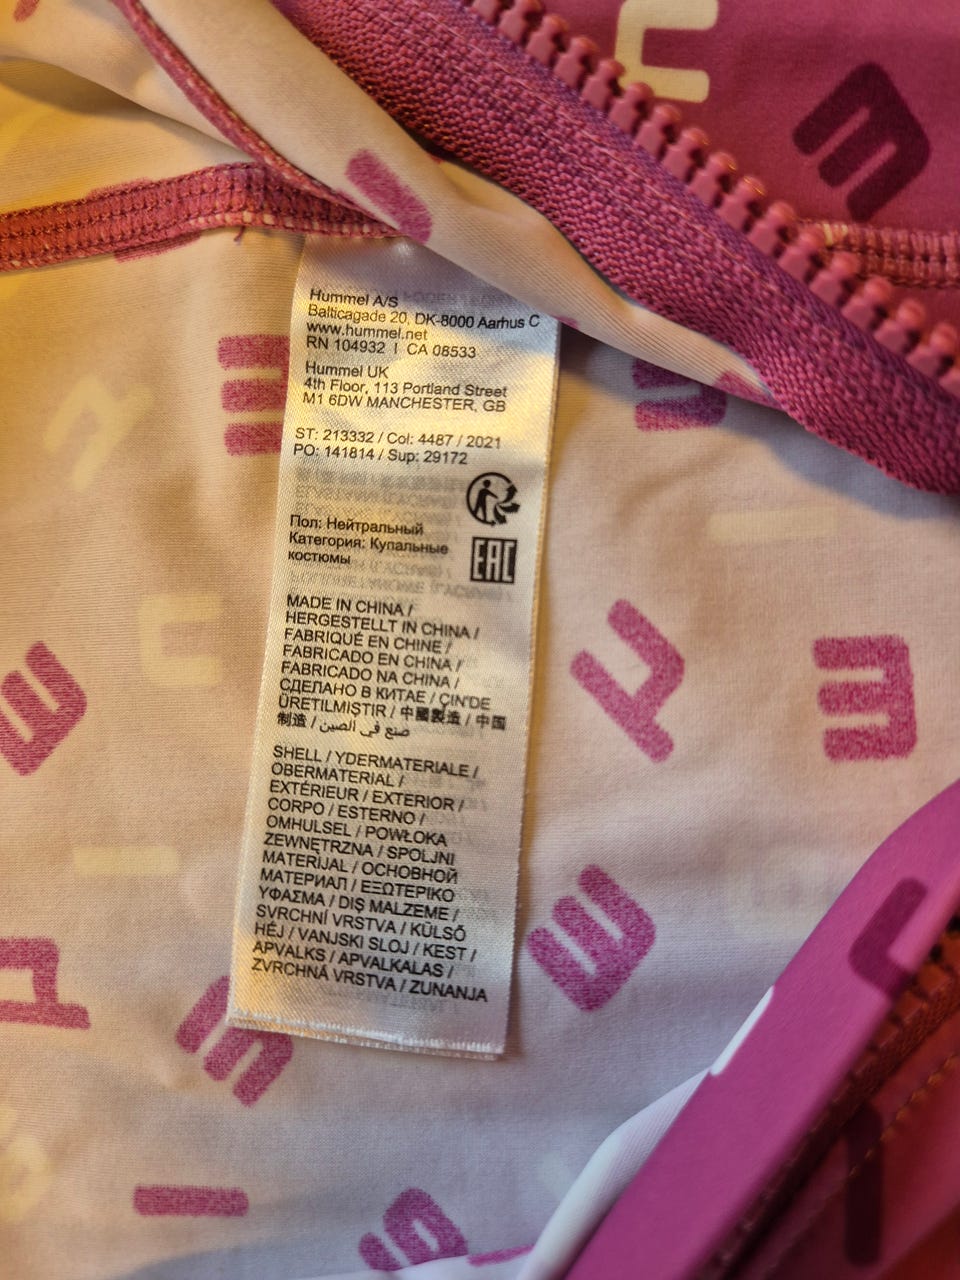 Hummel A/S
Balticagade 20, DK-8000 Aarhus C
www.hummel.net
RN 104932 | CA 08533
Hummel UK
4th Floor, 113 Portland Street
M1 6DW MANCHESTER, GB
ST: 213332 / Col: 4487 / 2021
PO: 141814 / Sup: 29172
Пол: Нейтральный
Категория: Купальные
костюмы
EAC
MADE IN CHINA /
HERGESTELLT IN CHINA /
FABRIQUÉ EN CHINE /
FABRICADO EN CHINA /
FABRICADO NA CHINA /
СДЕЛАНО В КИТАЕ / ÇIN'DE
ÜRETILMIŞTIR / 中國製造 / 中国
制造 / صنع في الصين
SHELL / YDERMATERIALE /
OBERMATERIAL /
EXTÉRIEUR / EXTERIOR /
CORPO / ESTERNO /
OMHULSEL / POWŁOKA
ZEWNĘTRZNA / SPOLJNI
MATERIJAL / ОСНОВНОЙ
МАТЕРИАЛ / ΕΞΩΤΕΡΙΚΟ
ΥΦΑΣΜΑ / DIŞ MALZEME /
SVRCHNÍ VRSTVA / KÜLSŐ
HÉJ / VANJSKI SLOJ / KEST /
APVALKS / APVALKALAS /
ZVRCHNÁ VRSTVA / ZUNANJA